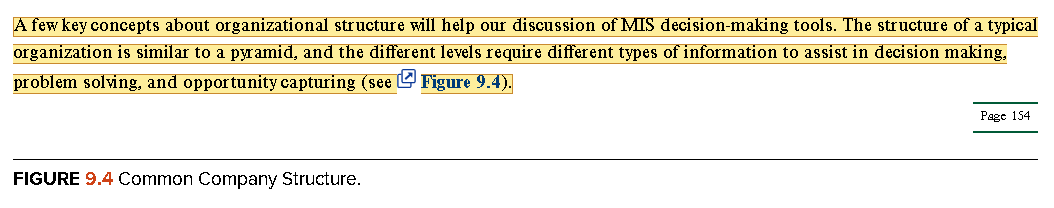 A few key concepts about organizational structure will help our discussion of MIS decision-making tools. The structure of a typical
organization is similar to a pyramid, and the different levels require different types of information to assist in decision making,
problem solving, and opportunity capturing (see Figure 9.4).
Page 154
FIGURE 9.4 Common Company Structure.